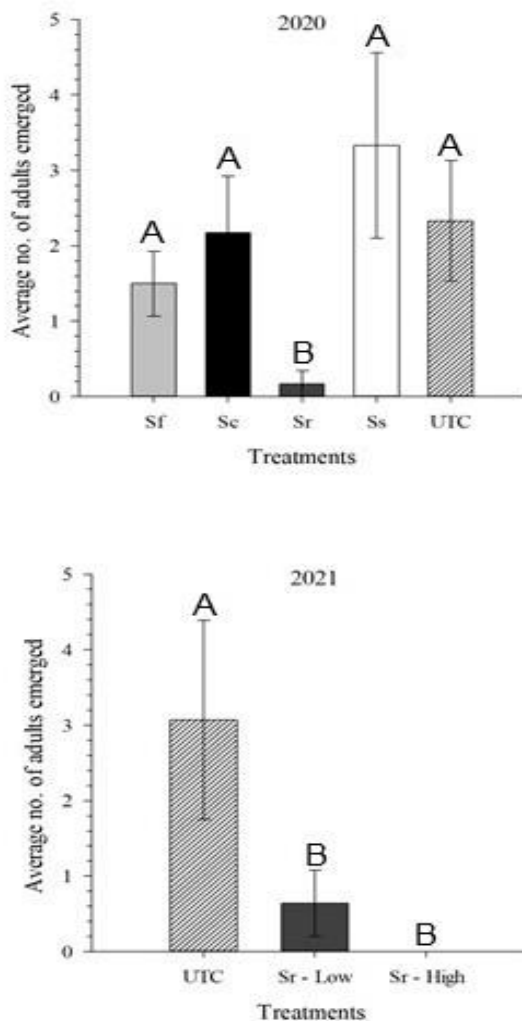 2020
Average no. of adults emerged
5
4
3
2
1
0
A
A
B
A
A
Sf Sc Sr Ss UTC
Treatments
2021
Average no. of adults emerged
5
4
3
2
1
0
A
B
B
UTC Sr - Low Sr - High
Treatments